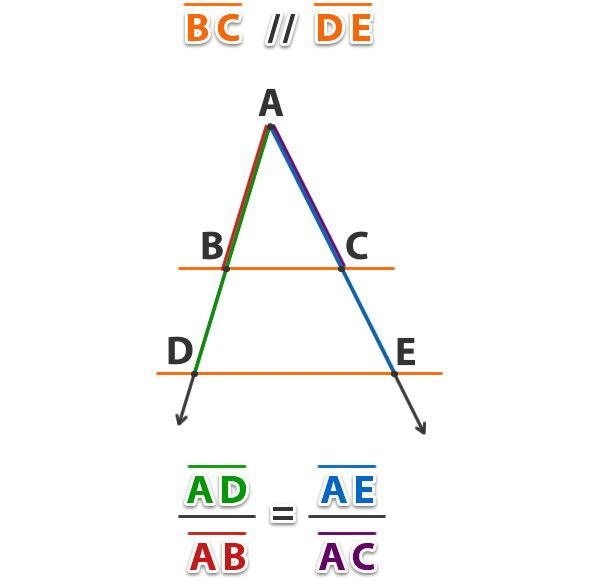 BC // DE
A
B C
D E
AD = AE
AB AC